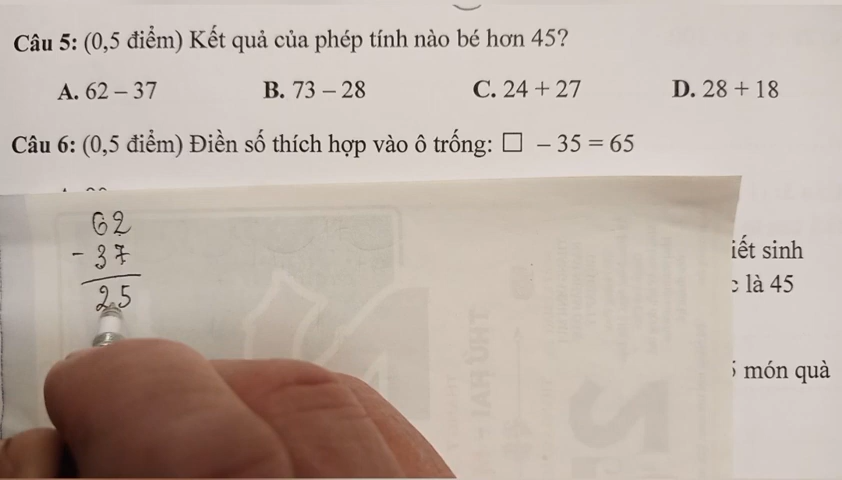 Câu 5: (0,5 điểm) Kết quả của phép tính nào bé hơn 45?
A. 62 – 37 B. 73 – 28 C. 24 + 27 D. 28 + 18
Câu 6: (0,5 điểm) Điền số thích hợp vào ô trống: □ – 35 = 65
62
- 37
25
iết sinh
là 45
món quà